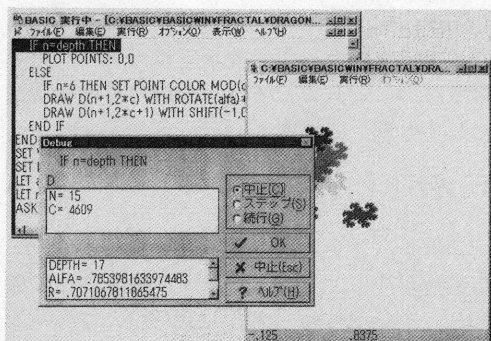 BASIC 実行中 - [C:¥BASIC¥BASICWIN¥FRACTAL¥DRAGON...
ファイル(F) 編集(E) 実行(R) オプション(O) 表示(W) ヘルプ(H)
IF n=depth THEN
PLOT POINTS: 0,0
ELSE
IF n=6 THEN SET POINT COLOR MOD(c
DRAW D(n+1,2*c) WITH ROTATE(alfa)*
DRAW D(n+1,2*c+1) WITH SHIFT(-1,0
END IF
END
SET
LET
LET
ASK
C:¥BASIC¥BASICWIN¥FRACTAL¥DRA...
ファイル(F) 編集(E) 実行(R) オプション(O)
Debug
IF n=depth THEN
D
N= 15
C= 4609
中止(C)
ステップ(S)
続行(G)
OK
中止(Esc)
ヘルプ(H)
DEPTH= 17
ALFA= .7853981633974483
R= .7071067811865475
-.125 .8375